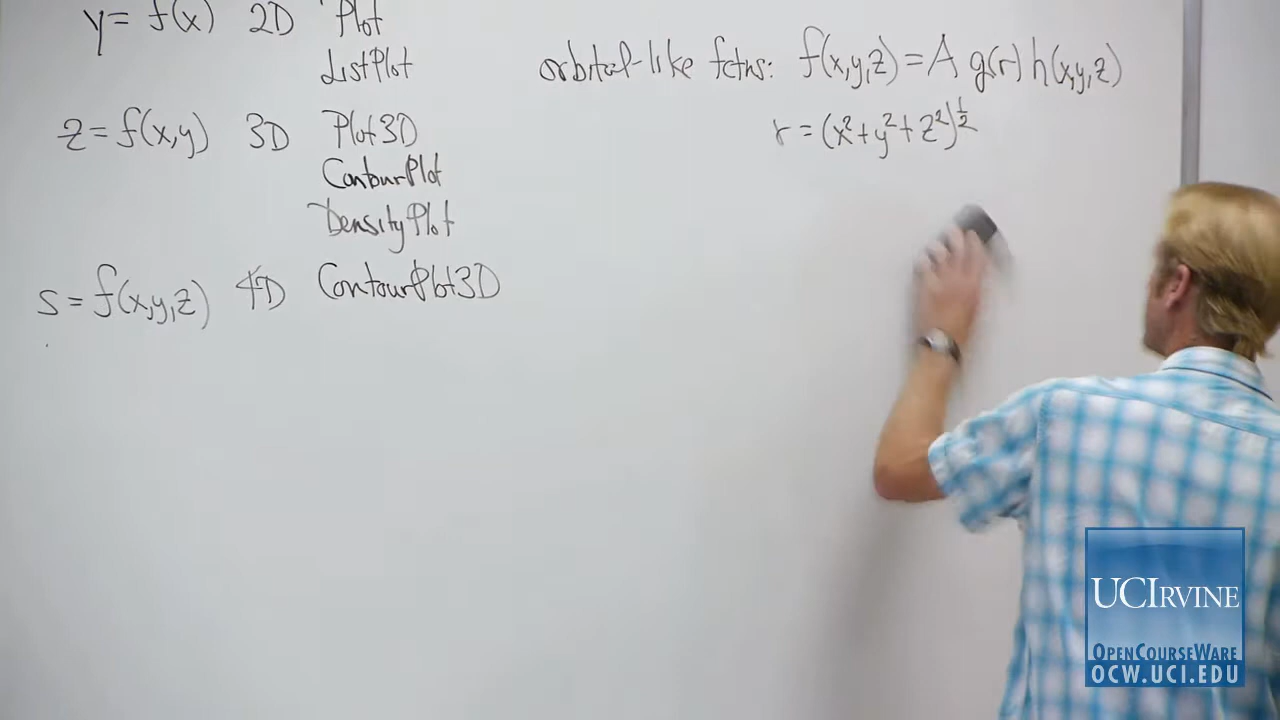 y = f(x) 2D Plot
ListPlot
z = f(x,y) 3D Plot3D
ContourPlot
DensityPlot
s = f(x,y,z) 4D ContourPlot3D
orbital-like fctns: f(x,y,z) = A g(r) h(x,y,z)
r = (x² + y² + z²)^½
UCIRVINE
OPENCOURSEWARE
OCW.UCI.EDU